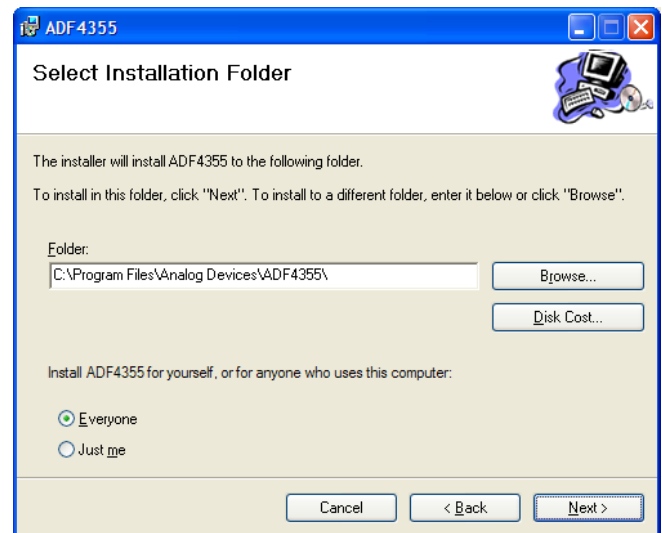 ADF4355
Select Installation Folder
The installer will install ADF4355 to the following folder.
To install in this folder, click "Next". To install to a different folder, enter it below or click "Browse".
Folder:
C:\Program Files\Analog Devices\ADF4355\
Browse...
Disk Cost...
Install ADF4355 for yourself, or for anyone who uses this computer:
Everyone
Just me
Cancel
< Back
Next >